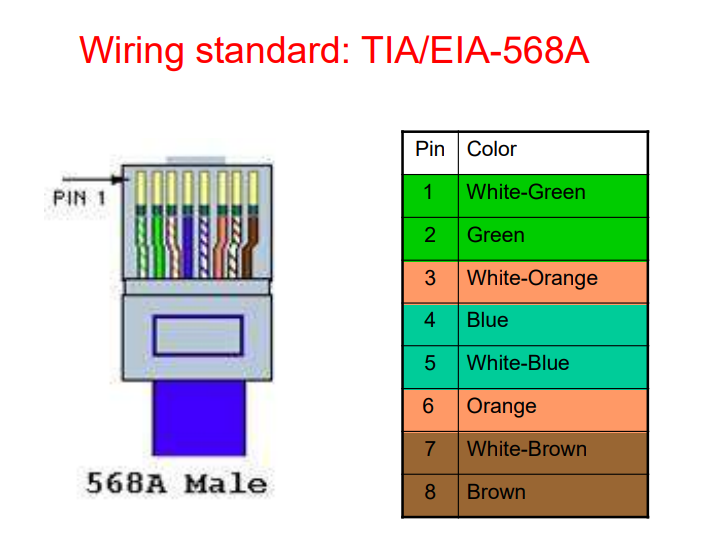 Wiring standard: TIA/EIA-568A
PIN 1
568A Male
Pin Color
1 White-Green
2 Green
3 White-Orange
4 Blue
5 White-Blue
6 Orange
7 White-Brown
8 Brown